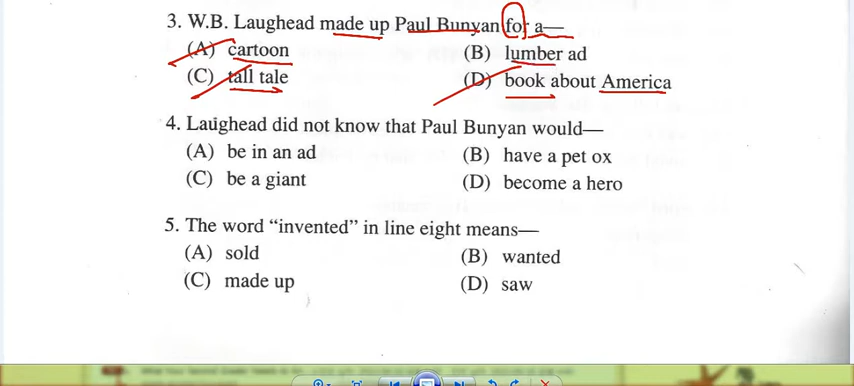 3. W.B. Laughead made up Paul Bunyan for a—
(A) cartoon (B) lumber ad
(C) tall tale (D) book about America
4. Laughead did not know that Paul Bunyan would—
(A) be in an ad (B) have a pet ox
(C) be a giant (D) become a hero
5. The word “invented” in line eight means—
(A) sold (B) wanted
(C) made up (D) saw